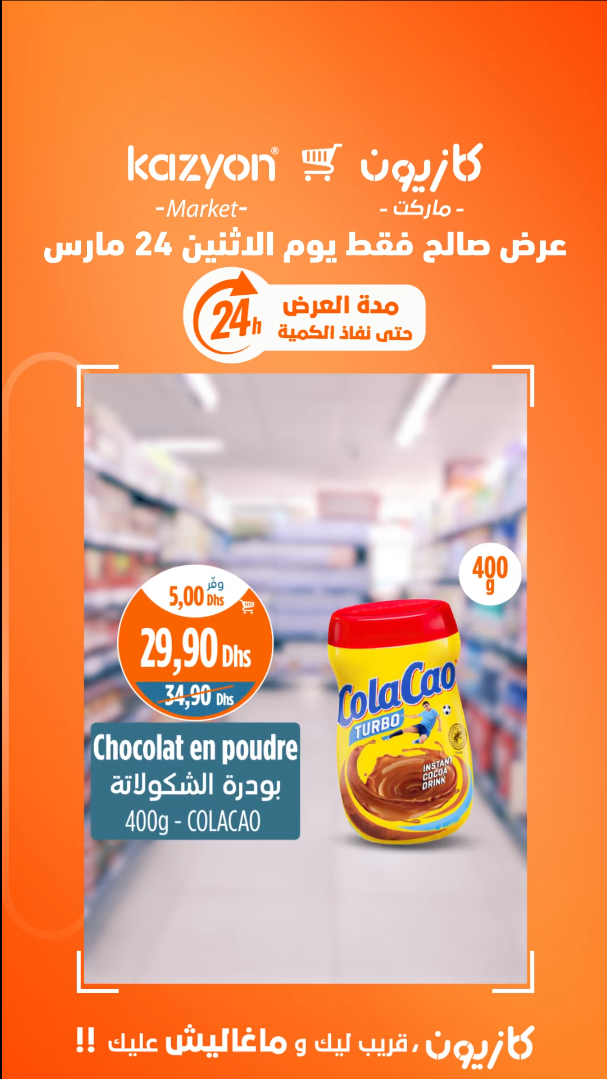 kazyon® كازيون
-Market- - ماركت -
عرض صالح فقط يوم الاثنين 24 مارس
24h
مدة العرض
حتى نفاذ الكمية
400
g
وفّر
5,00 Dhs
29,90 Dhs
34,90 Dhs
Chocolat en poudre
بودرة الشكولاتة
400g - COLACAO
ColaCao
TURBO
INSTANT
COCOA
DRINK
كازيون، قريب ليك و ماغاليش عليك !!